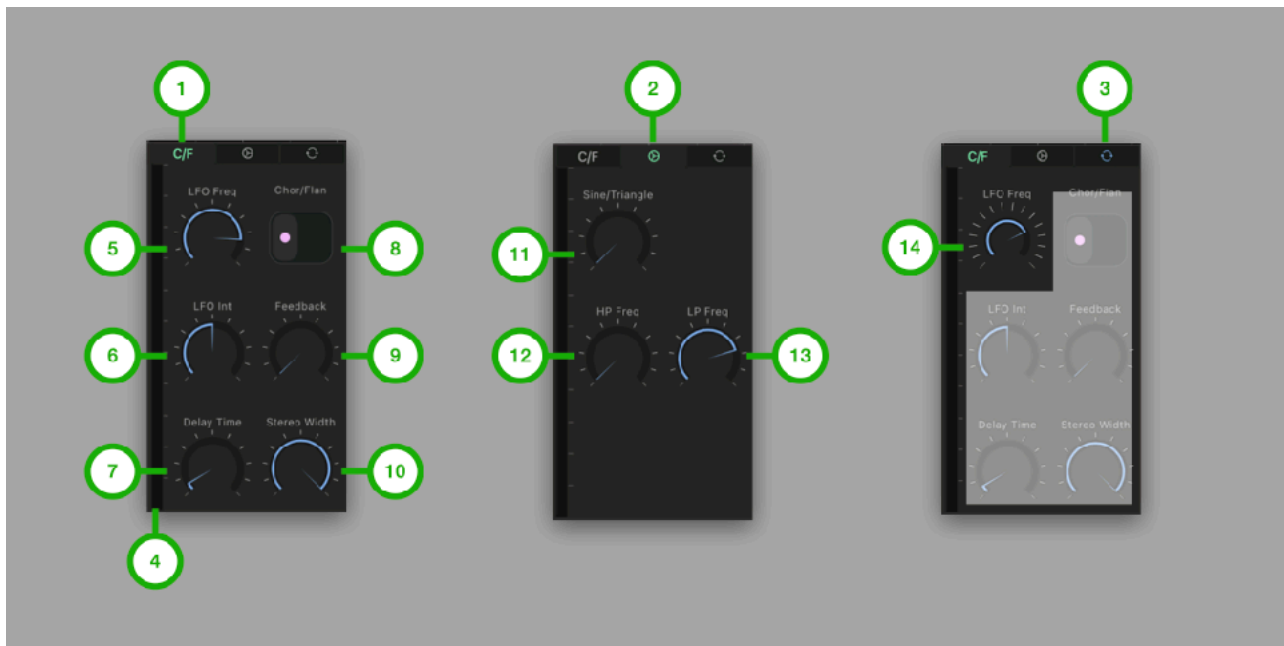 1
2
3
C/F
C/F
C/F
LFO Freq
Chor/Flan
Sine/Triangle
LFO Freq
Chor/Flan
5
8
11
14
LFO Int
Feedback
HP Freq
LP Freq
LFO Int
Feedback
6
9
12
13
Delay Time
Stereo Width
Delay Time
Stereo Width
7
10
4